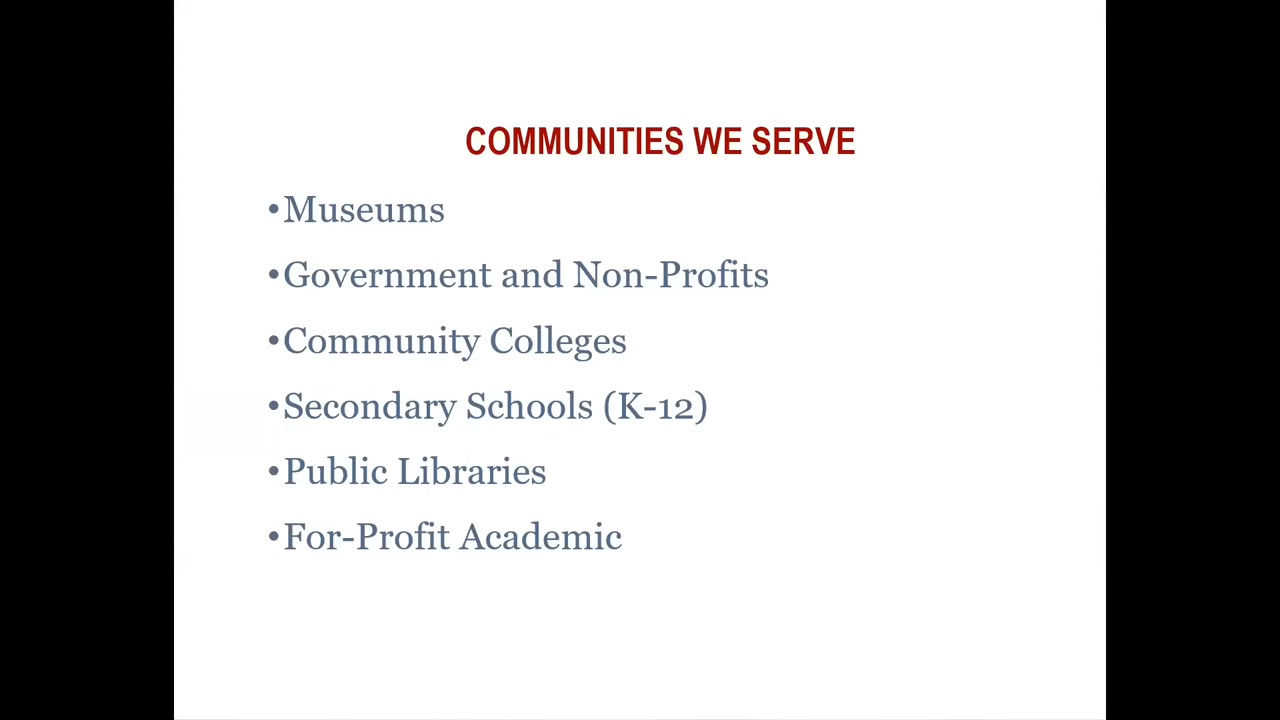 COMMUNITIES WE SERVE
•Museums
•Government and Non-Profits
•Community Colleges
•Secondary Schools (K-12)
•Public Libraries
•For-Profit Academic